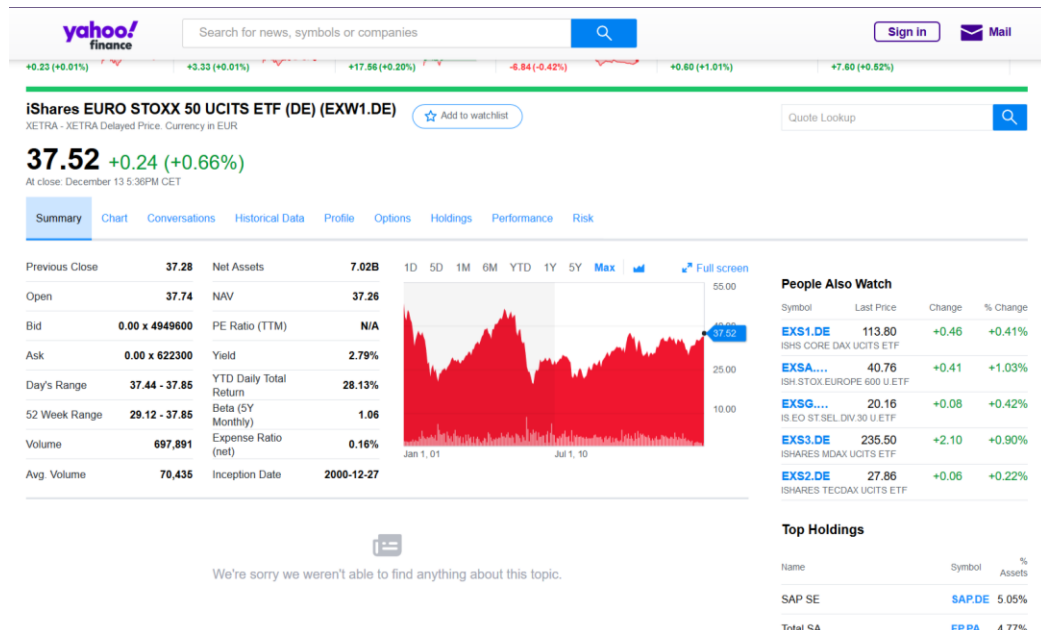 yahoo!
finance
Search for news, symbols or companies
Sign in
Mail
+0.23 (+0.01%)
+3.33 (+0.01%)
+17.56 (+0.20%)
-6.84 (-0.42%)
+0.60 (+1.01%)
+7.60 (+0.52%)
iShares EURO STOXX 50 UCITS ETF (DE) (EXW1.DE)
Add to watchlist
XETRA - XETRA Delayed Price. Currency in EUR
Quote Lookup
37.52 +0.24 (+0.66%)
At close: December 13 5:36PM CET
Summary Chart Conversations Historical Data Profile Options Holdings Performance Risk
Previous Close 37.28
Open 37.74
Bid 0.00 x 4949600
Ask 0.00 x 622300
Day's Range 37.44 - 37.85
52 Week Range 29.12 - 37.85
Volume 697,891
Avg. Volume 70,435
Net Assets 7.02B
NAV 37.26
PE Ratio (TTM) N/A
Yield 2.79%
YTD Daily Total
Return 28.13%
Beta (5Y
Monthly) 1.06
Expense Ratio
(net) 0.16%
Inception Date 2000-12-27
1D 5D 1M 6M YTD 1Y 5Y Max Full screen
55.00
37.52
25.00
10.00
Jan 1, 01 Jul 1, 10
People Also Watch
Symbol Last Price Change % Change
EXS1.DE 113.80 +0.46 +0.41%
ISHS CORE DAX UCITS ETF
EXSA.... 40.76 +0.41 +1.03%
ISH.STOX.EUROPE 600 U.ETF
EXSG.... 20.16 +0.08 +0.42%
IS.EO ST.SEL.DIV.30 U.ETF
EXS3.DE 235.50 +2.10 +0.90%
ISHARES MDAX UCITS ETF
EXS2.DE 27.86 +0.06 +0.22%
ISHARES TECDAX UCITS ETF
Top Holdings
Name Symbol %
Assets
SAP SE SAP.DE 5.05%
Total SA FP.PA 4.77%
We're sorry we weren't able to find anything about this topic.